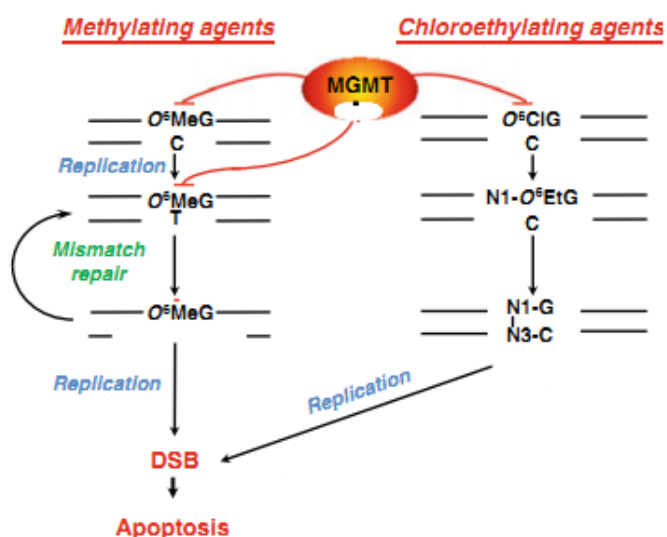 Methylating agents
Chloroethylating agents
MGMT
O⁶MeG
C
Replication
O⁶MeG
T
Mismatch
repair
O⁶MeG
Replication
O⁶ClG
C
N1-O⁶EtG
C
N1-G
N3-C
Replication
DSB
Apoptosis